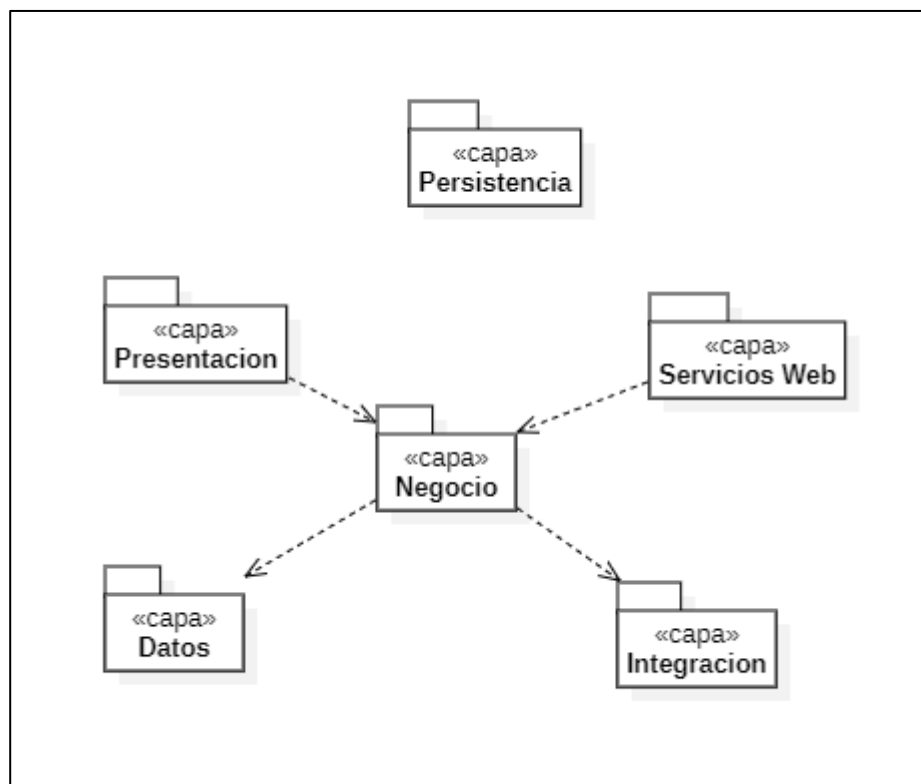 «capa»
Persistencia
«capa»
Presentacion
«capa»
Servicios Web
«capa»
Negocio
«capa»
Datos
«capa»
Integracion